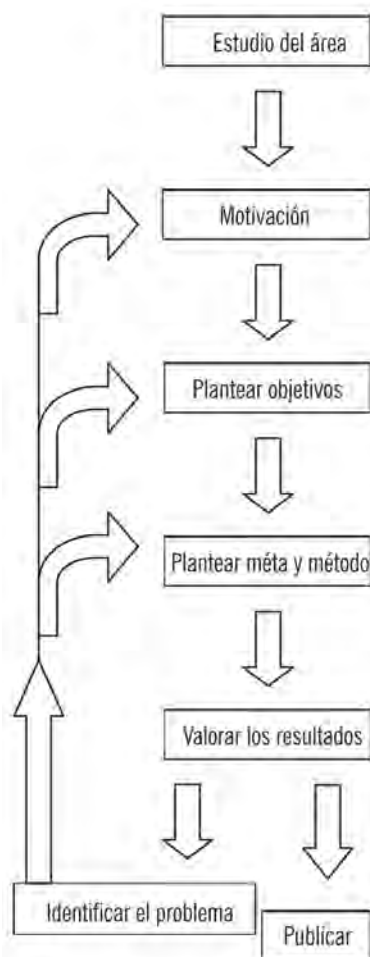 Estudio del área
Motivación
Plantear objetivos
Plantear méta y método
Valorar los resultados
Identificar el problema
Publicar